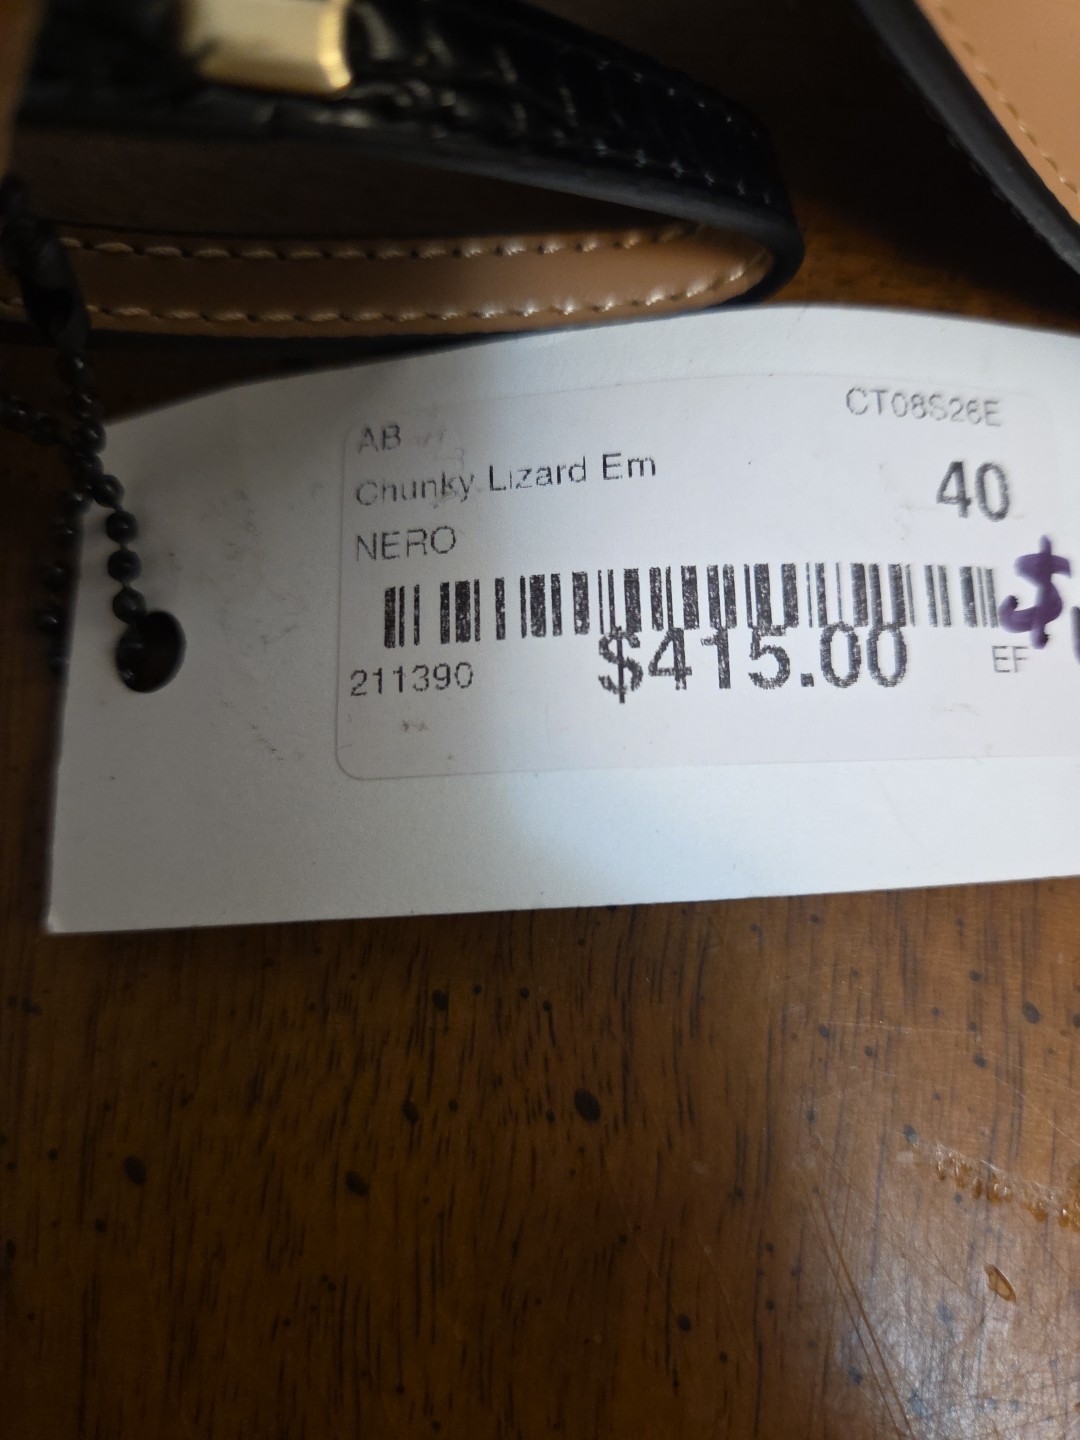 CT08S26E
AB
Chunky Lizard Em
40
NERO
$
211390
$415.00
EF